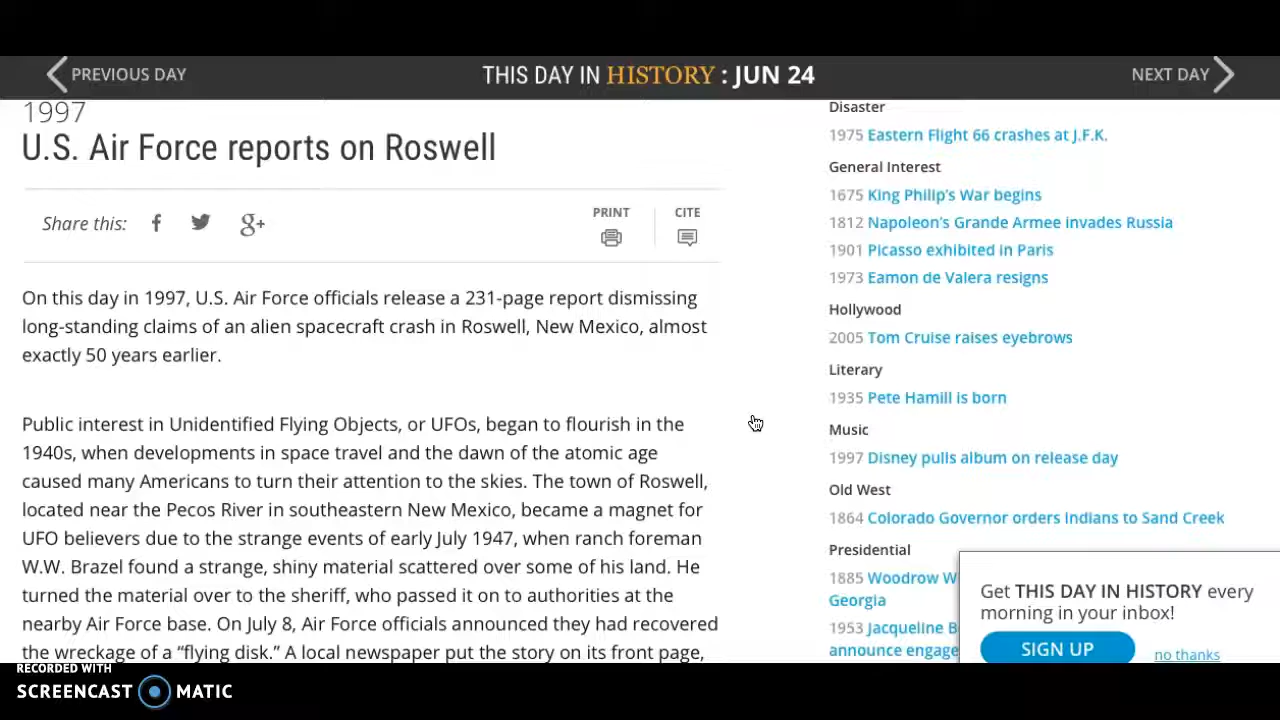 PREVIOUS DAY
THIS DAY IN HISTORY : JUN 24
NEXT DAY
1997
U.S. Air Force reports on Roswell
Share this:
g+
PRINT
CITE
On this day in 1997, U.S. Air Force officials release a 231-page report dismissing
long-standing claims of an alien spacecraft crash in Roswell, New Mexico, almost
exactly 50 years earlier.
Public interest in Unidentified Flying Objects, or UFOs, began to flourish in the
1940s, when developments in space travel and the dawn of the atomic age
caused many Americans to turn their attention to the skies. The town of Roswell,
located near the Pecos River in southeastern New Mexico, became a magnet for
UFO believers due to the strange events of early July 1947, when ranch foreman
W.W. Brazel found a strange, shiny material scattered over some of his land. He
turned the material over to the sheriff, who passed it on to authorities at the
nearby Air Force base. On July 8, Air Force officials announced they had recovered
the wreckage of a “flying disk.” A local newspaper put the story on its front page,
Disaster
1975 Eastern Flight 66 crashes at J.F.K.
General Interest
1675 King Philip’s War begins
1812 Napoleon’s Grande Armee invades Russia
1901 Picasso exhibited in Paris
1973 Eamon de Valera resigns
Hollywood
2005 Tom Cruise raises eyebrows
Literary
1935 Pete Hamill is born
Music
1997 Disney pulls album on release day
Old West
1864 Colorado Governor orders Indians to Sand Creek
Presidential
1885 Woodrow W
Georgia
1953 Jacqueline B
announce engage
Get THIS DAY IN HISTORY every
morning in your inbox!
SIGN UP
no thanks
RECORDED WITH
SCREENCAST MATIC